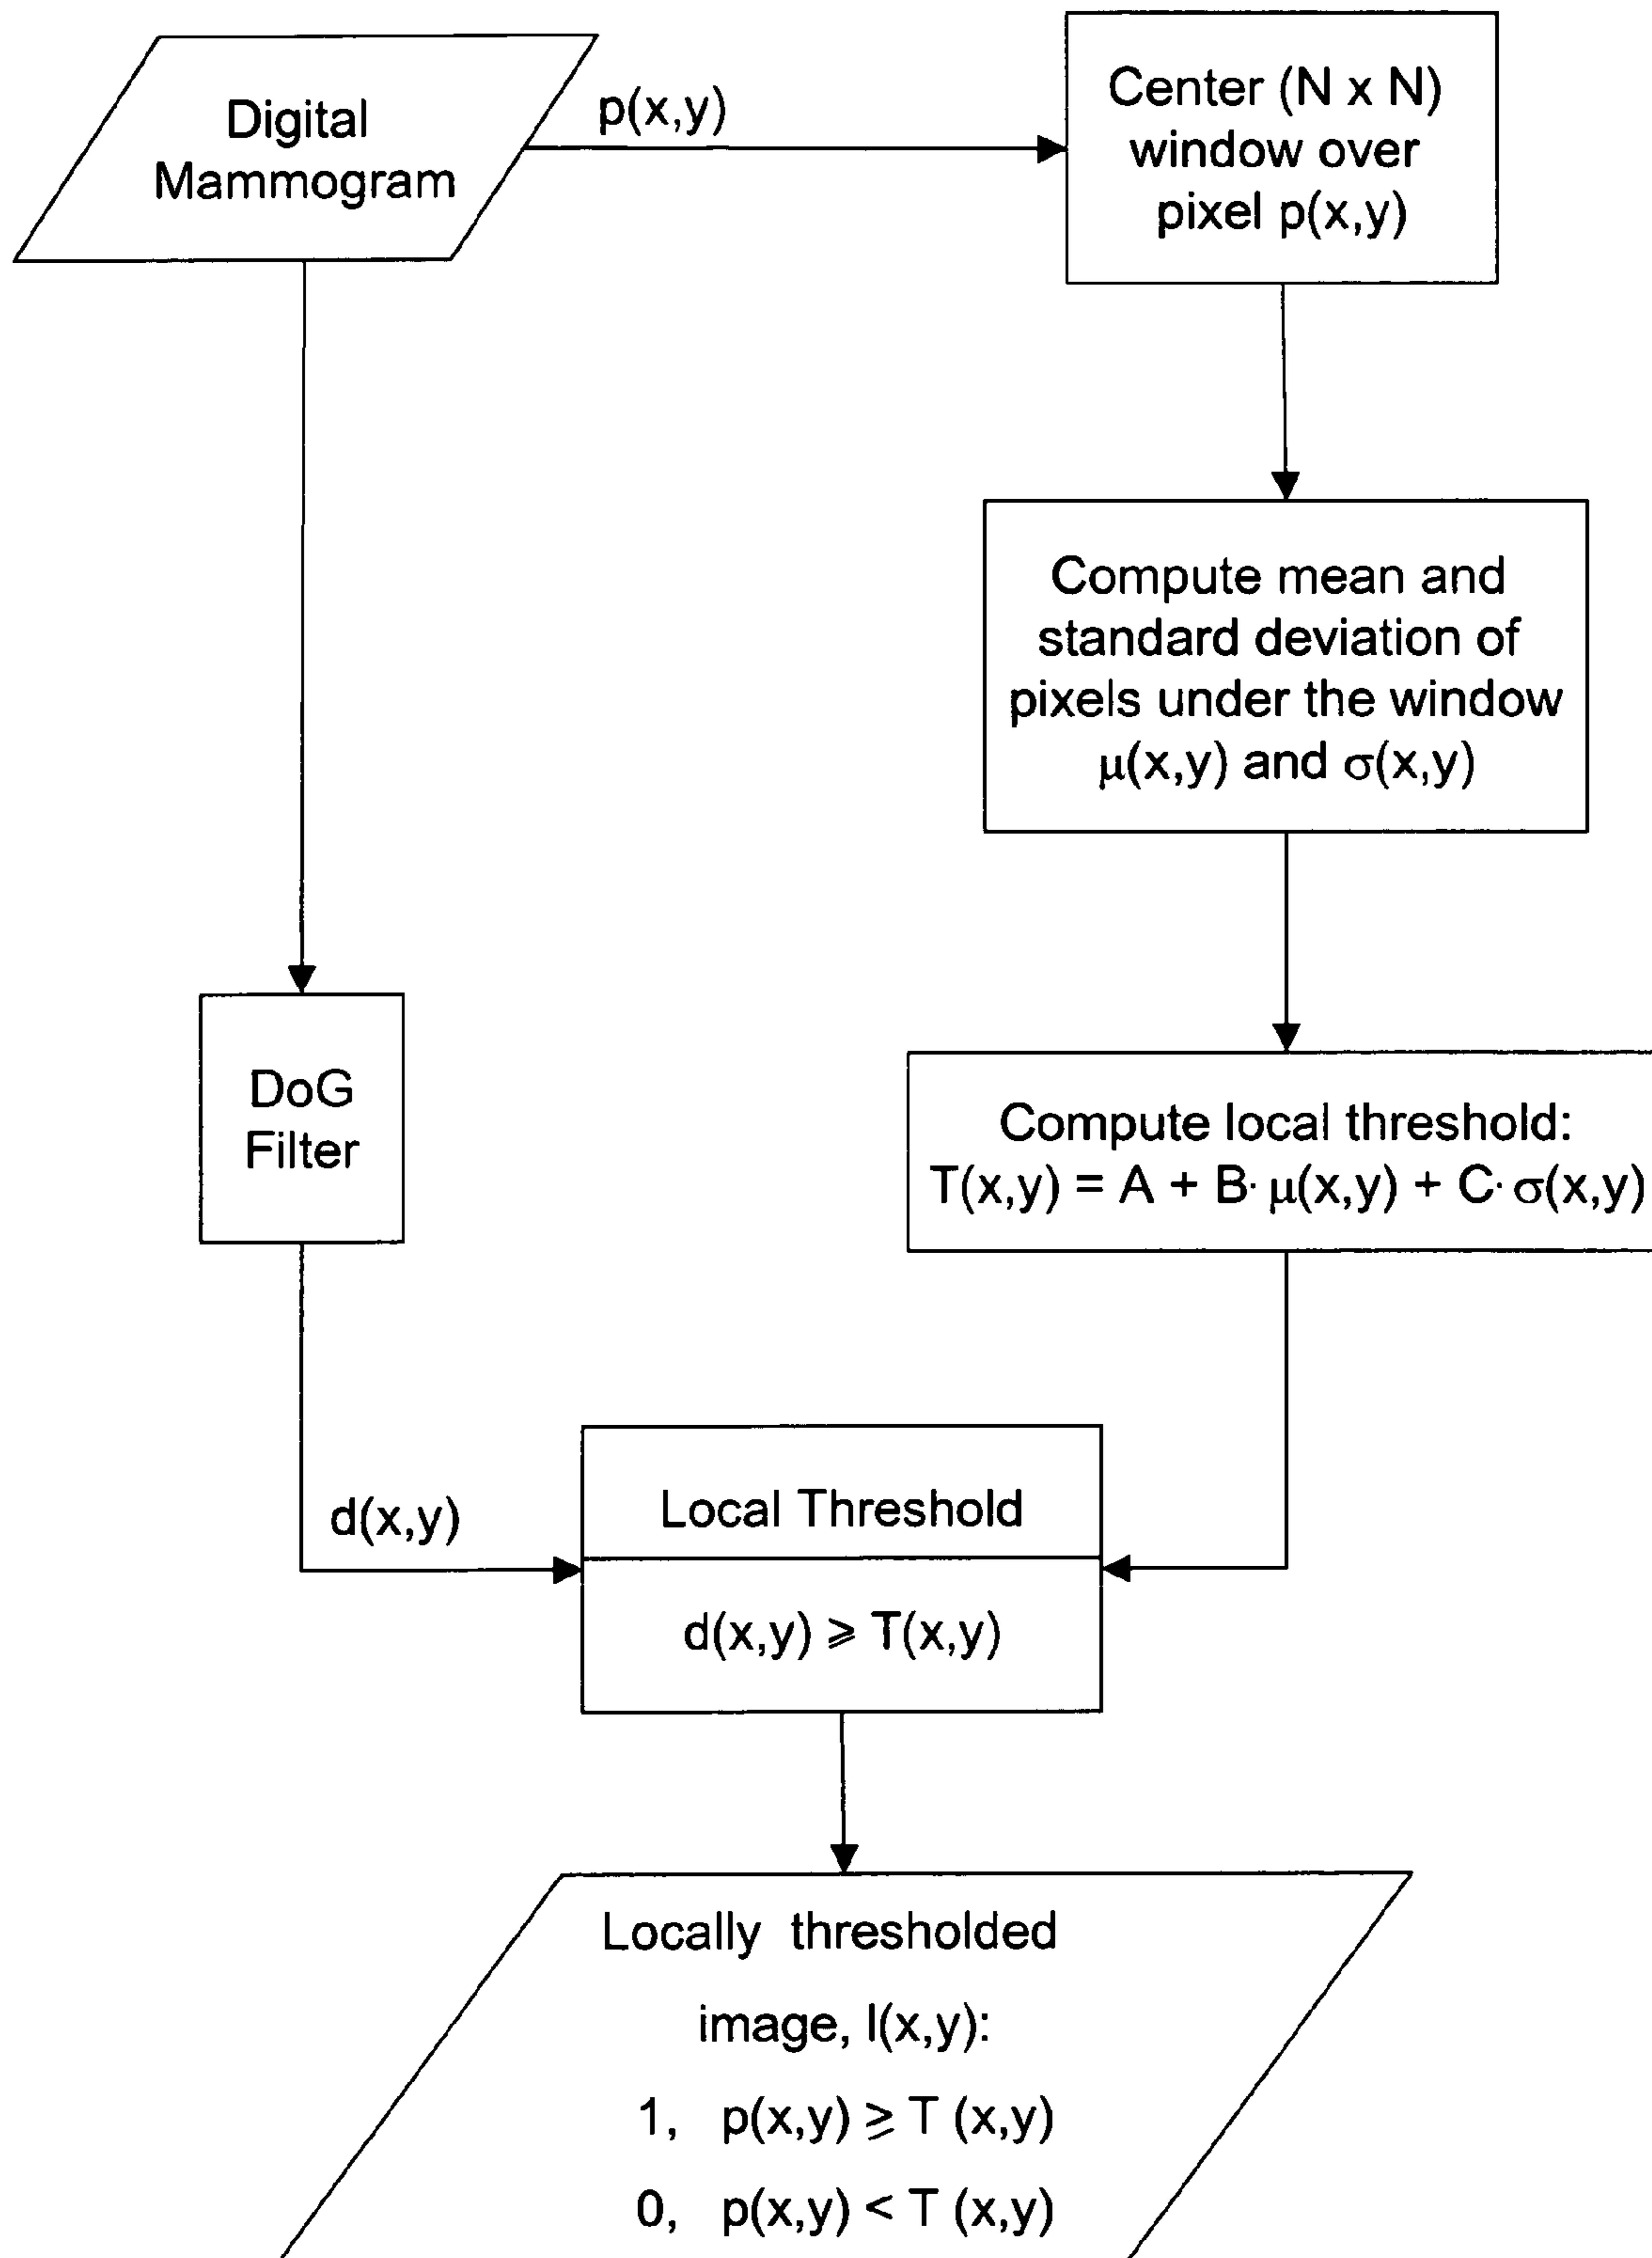 Digital
Mammogram
p(x,y)
Center (N x N)
window over
pixel p(x,y)
Compute mean and
standard deviation of
pixels under the window
μ(x,y) and σ(x,y)
DoG
Filter
Compute local threshold:
T(x,y) = A + B· μ(x,y) + C· σ(x,y)
d(x,y)
Local Threshold
d(x,y) ⩾ T(x,y)
Locally thresholded
image, I(x,y):
1, p(x,y) ⩾ T (x,y)
0, p(x,y) < T (x,y)